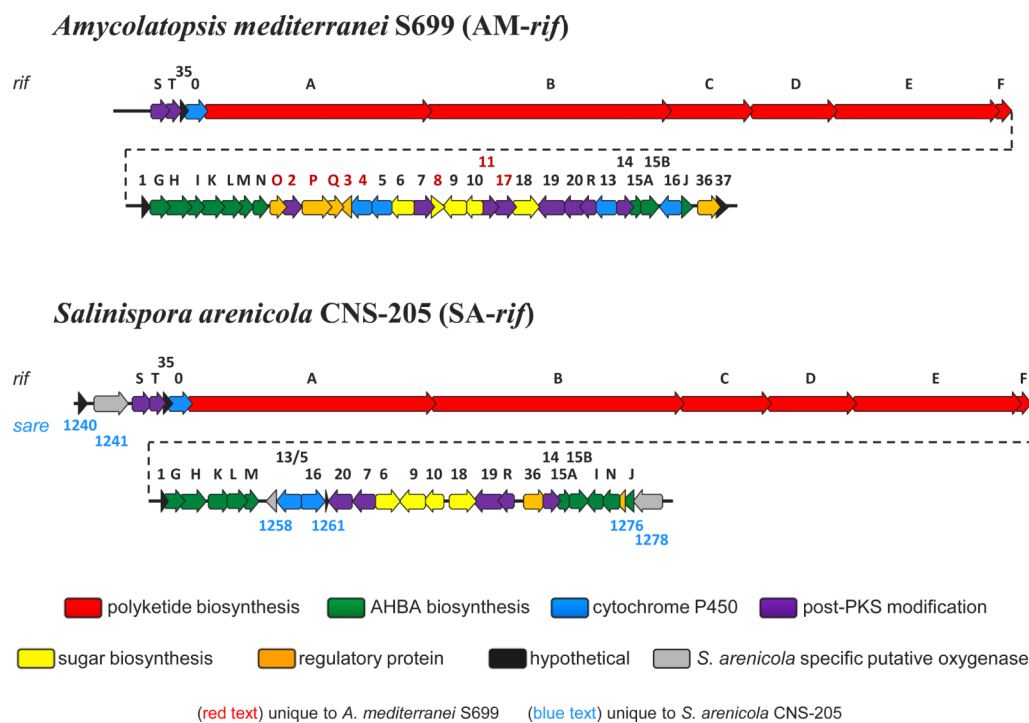 Amycolatopsis mediterranei S699 (AM-rif)
35
rif S T 0 A B C D E F
11 14 15B
1 G H I K L M N O 2 P Q 3 4 5 6 7 8 9 10 17 18 19 20 R 13 15A 16 J 36 37
Salinispora arenicola CNS-205 (SA-rif)
35
rif S T 0 A B C D E F
sare 1240
1241
13/5 14 15B
1 G H K L M 16 20 7 6 9 10 18 19 R 36 15A I N J
1258 1261 1276
1278
polyketide biosynthesis AHBA biosynthesis cytochrome P450 post-PKS modification
sugar biosynthesis regulatory protein hypothetical S. arenicola specific putative oxygenase
(red text) unique to A. mediterranei S699 (blue text) unique to S. arenicola CNS-205